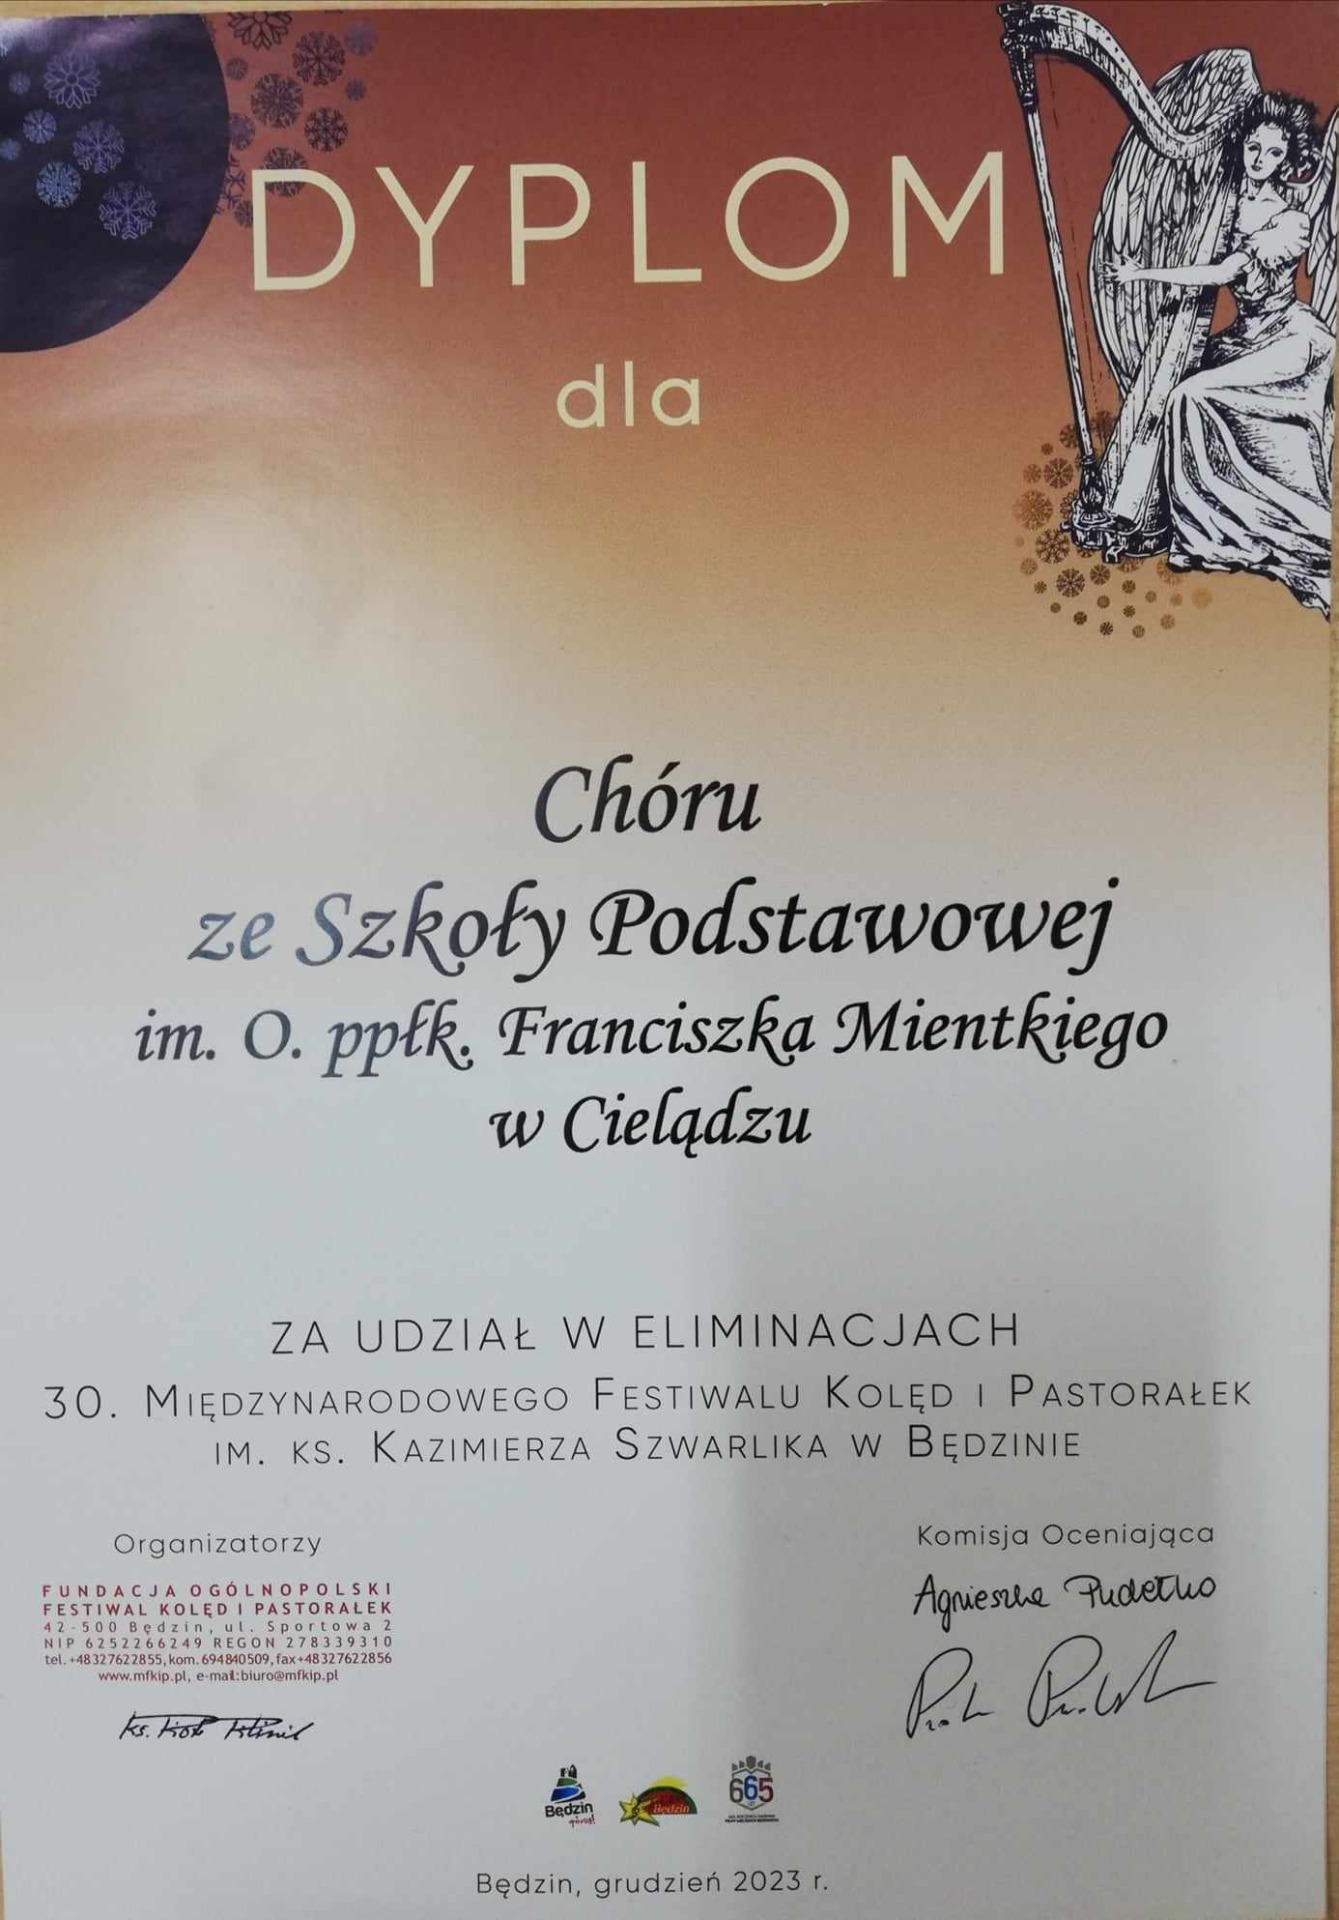 DYPLOM
dla
Chóru
ze Szkoły Podstawowej
im. O. ppłk. Franciszka Mientkiego
w Cielądzu
ZA UDZIAŁ W ELIMINACJACH
30. MIĘDZYNARODOWEGO FESTIWALU KOLĘD I PASTORAŁEK
IM. KS. KAZIMIERZA SZWARLIKA W BĘDZINIE
Organizatorzy
FUNDACJA OGÓLNOPOLSKI
FESTIWAL KOLĘD I PASTORAŁEK
42-500 Będzin, ul. Sportowa 2
NIP 6252266249 REGON 278339310
tel. +48327622855, kom. 694840509, fax+48327622856
www.mfkip.pl, e-mail:biuro@mfkip.pl
ks.
Komisja Oceniająca
Agnieszka Pudełko
Będzin
Będzin
665
Będzin, grudzień 2023 r.